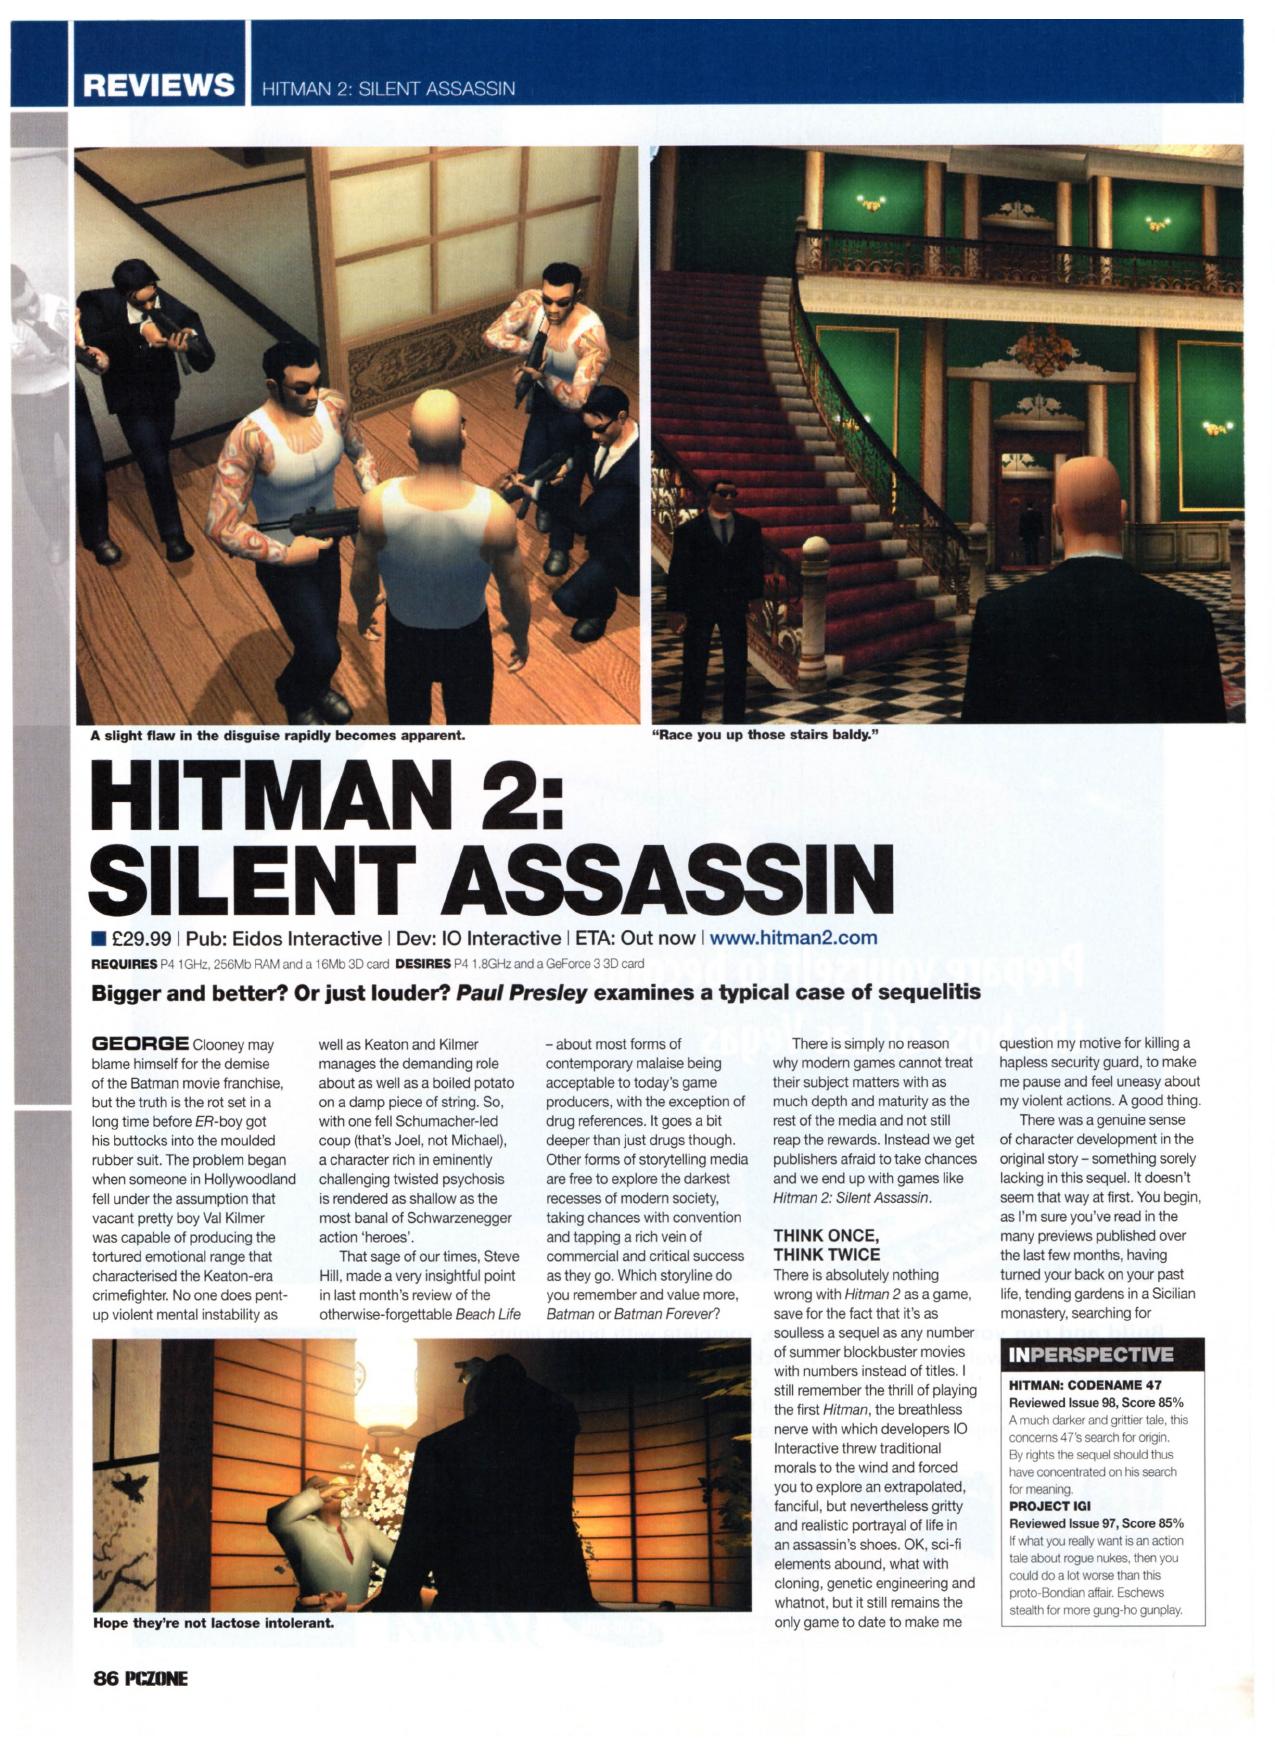 REVIEWS
HITMAN 2: SILENT ASSASSIN
A slight flaw in the disguise rapidly becomes apparent.
“Race you up those stairs baldy.”
HITMAN 2:
SILENT ASSASSIN
■ £29.99 | Pub: Eidos Interactive | Dev: IO Interactive | ETA: Out now | www.hitman2.com
REQUIRES P4 1GHz, 256Mb RAM and a 16Mb 3D card DESIRES P4 1.8GHz and a GeForce 3 3D card
Bigger and better? Or just louder? Paul Presley examines a typical case of sequelitis
GEORGE Clooney may
blame himself for the demise
of the Batman movie franchise,
but the truth is the rot set in a
long time before ER-boy got
his buttocks into the moulded
rubber suit. The problem began
when someone in Hollywoodland
fell under the assumption that
vacant pretty boy Val Kilmer
was capable of producing the
tortured emotional range that
characterised the Keaton-era
crimefighter. No one does pent-
up violent mental instability as
well as Keaton and Kilmer
manages the demanding role
about as well as a boiled potato
on a damp piece of string. So,
with one fell Schumacher-led
coup (that's Joel, not Michael),
a character rich in eminently
challenging twisted psychosis
is rendered as shallow as the
most banal of Schwarzenegger
action ‘heroes’.
That sage of our times, Steve
Hill, made a very insightful point
in last month's review of the
otherwise-forgettable Beach Life
– about most forms of
contemporary malaise being
acceptable to today's game
producers, with the exception of
drug references. It goes a bit
deeper than just drugs though.
Other forms of storytelling media
are free to explore the darkest
recesses of modern society,
taking chances with convention
and tapping a rich vein of
commercial and critical success
as they go. Which storyline do
you remember and value more,
Batman or Batman Forever?
There is simply no reason
why modern games cannot treat
their subject matters with as
much depth and maturity as the
rest of the media and not still
reap the rewards. Instead we get
publishers afraid to take chances
and we end up with games like
Hitman 2: Silent Assassin.
THINK ONCE,
THINK TWICE
There is absolutely nothing
wrong with Hitman 2 as a game,
save for the fact that it's as
soulless a sequel as any number
of summer blockbuster movies
with numbers instead of titles. I
still remember the thrill of playing
the first Hitman, the breathless
nerve with which developers IO
Interactive threw traditional
morals to the wind and forced
you to explore an extrapolated,
fanciful, but nevertheless gritty
and realistic portrayal of life in
an assassin's shoes. OK, sci-fi
elements abound, what with
cloning, genetic engineering and
whatnot, but it still remains the
only game to date to make me
question my motive for killing a
hapless security guard, to make
me pause and feel uneasy about
my violent actions. A good thing.
There was a genuine sense
of character development in the
original story – something sorely
lacking in this sequel. It doesn't
seem that way at first. You begin,
as I'm sure you've read in the
many previews published over
the last few months, having
turned your back on your past
life, tending gardens in a Sicilian
monastery, searching for
INPERSPECTIVE
HITMAN: CODENAME 47
Reviewed Issue 98, Score 85%
A much darker and grittier tale, this
concerns 47's search for origin.
By rights the sequel should thus
have concentrated on his search
for meaning.
PROJECT IGI
Reviewed Issue 97, Score 85%
If what you really want is an action
tale about rogue nukes, then you
could do a lot worse than this
proto-Bondian affair. Eschews
stealth for more gung-ho gunplay.
Hope they're not lactose intolerant.
86 PCZONE